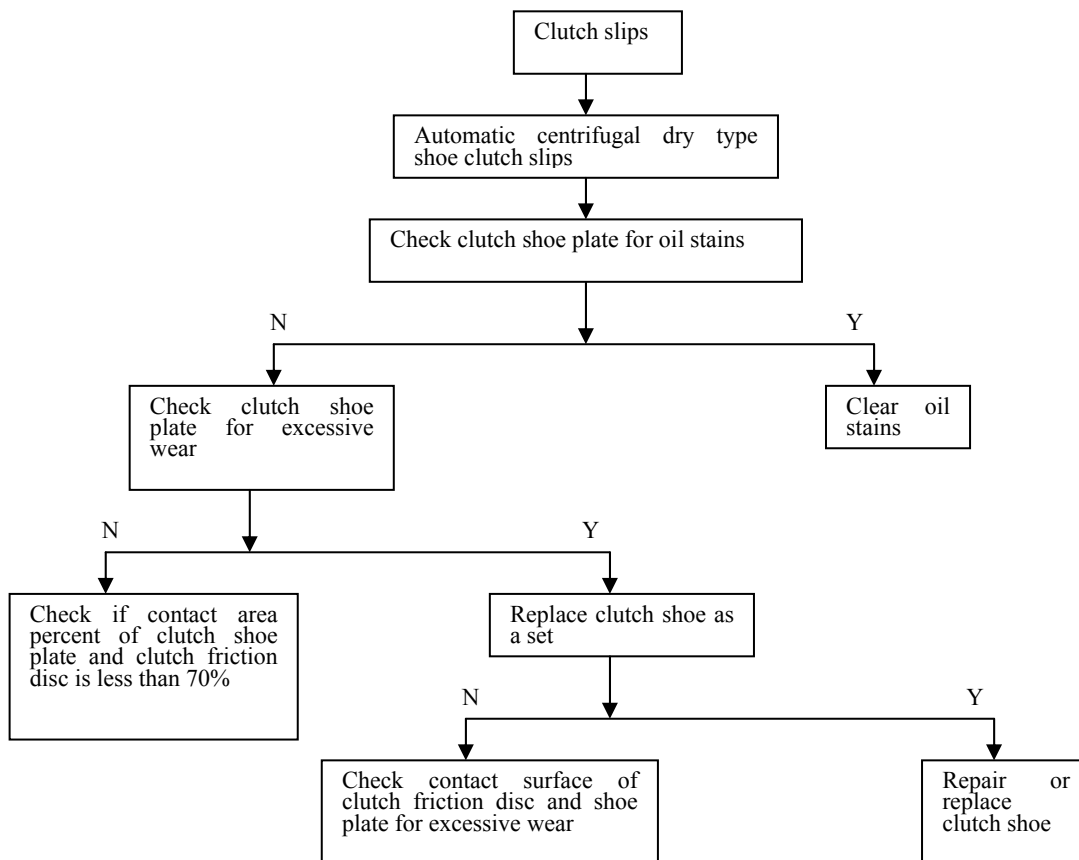 Clutch slips
Automatic centrifugal dry type
shoe clutch slips
Check clutch shoe plate for oil stains
N
Y
Check clutch shoe
plate for excessive
wear
Clear oil
stains
N
Y
Check if contact area
percent of clutch shoe
plate and clutch friction
disc is less than 70%
Replace clutch shoe as
a set
N
Y
Check contact surface of
clutch friction disc and shoe
plate for excessive wear
Repair or
replace
clutch shoe